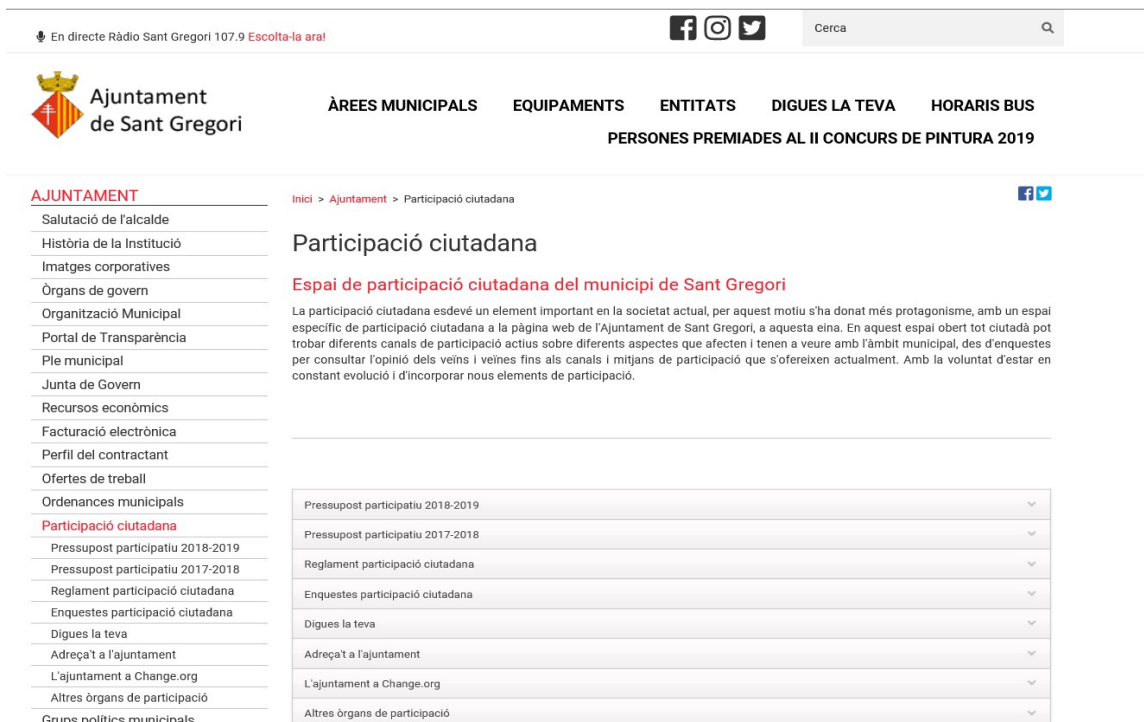 En directe Ràdio Sant Gregori 107.9 Escolta-la ara!
Cerca
Ajuntament
de Sant Gregori
ÀREES MUNICIPALS EQUIPAMENTS ENTITATS DIGUES LA TEVA HORARIS BUS
PERSONES PREMIADES AL II CONCURS DE PINTURA 2019
AJUNTAMENT
Salutació de l'alcalde
Història de la Institució
Imatges corporatives
Òrgans de govern
Organització Municipal
Portal de Transparència
Ple municipal
Junta de Govern
Recursos econòmics
Facturació electrònica
Perfil del contractant
Ofertes de treball
Ordenances municipals
Participació ciutadana
Pressupost participatiu 2018-2019
Pressupost participatiu 2017-2018
Reglament participació ciutadana
Enquestes participació ciutadana
Digues la teva
Adreça't a l'ajuntament
L'ajuntament a Change.org
Altres òrgans de participació
Grups polítics municipals
Inici > Ajuntament > Participació ciutadana
Participació ciutadana
Espai de participació ciutadana del municipi de Sant Gregori
La participació ciutadana esdevé un element important en la societat actual, per aquest motiu s'ha donat més protagonisme, amb un espai
específic de participació ciutadana a la pàgina web de l'Ajuntament de Sant Gregori, a aquesta eina. En aquest espai obert tot ciutadà pot
trobar diferents canals de participació actius sobre diferents aspectes que afecten i tenen a veure amb l'àmbit municipal, des d'enquestes
per consultar l'opinió dels veïns i veïnes fins als canals i mitjans de participació que s'ofereixen actualment. Amb la voluntat d'estar en
constant evolució i d'incorporar nous elements de participació.
Pressupost participatiu 2018-2019
Pressupost participatiu 2017-2018
Reglament participació ciutadana
Enquestes participació ciutadana
Digues la teva
Adreça't a l'ajuntament
L'ajuntament a Change.org
Altres òrgans de participació